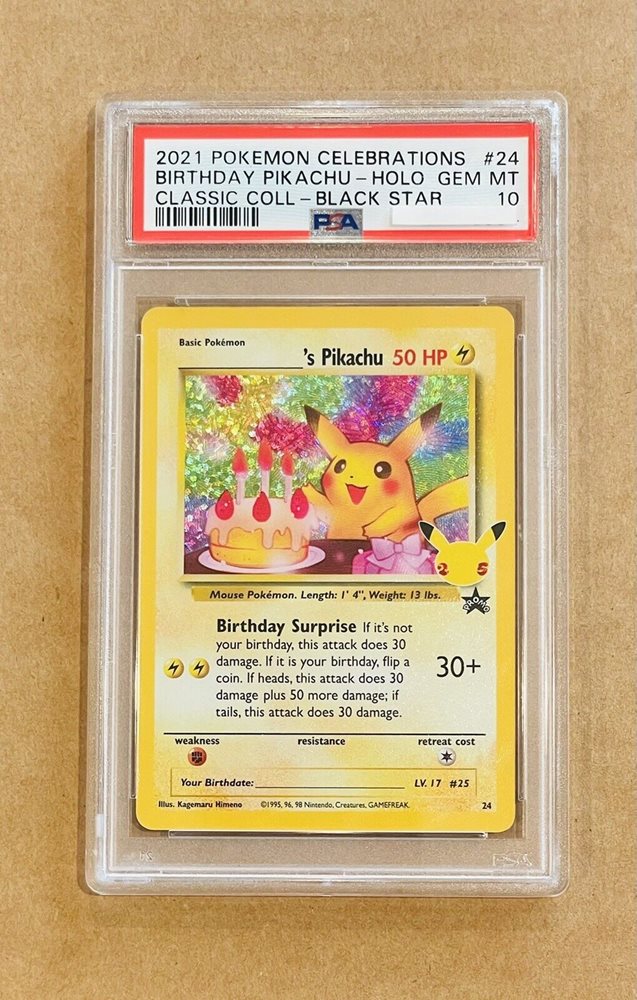 2021 POKEMON CELEBRATIONS #24
BIRTHDAY PIKACHU - HOLO GEM MT
CLASSIC COLL - BLACK STAR 10
PSA
Basic Pokémon
____________'s Pikachu 50 HP
25
Mouse Pokémon. Length: 1' 4", Weight: 13 lbs.
PROMO
Birthday Surprise If it's not
your birthday, this attack does 30
damage. If it is your birthday, flip a
coin. If heads, this attack does 30
damage plus 50 more damage; if
tails, this attack does 30 damage.
30+
weakness resistance retreat cost
Your Birthdate:____________________ LV. 17 #25
Illus. Kagemaru Himeno ©1995, 96, 98 Nintendo, Creatures, GAMEFREAK. 24